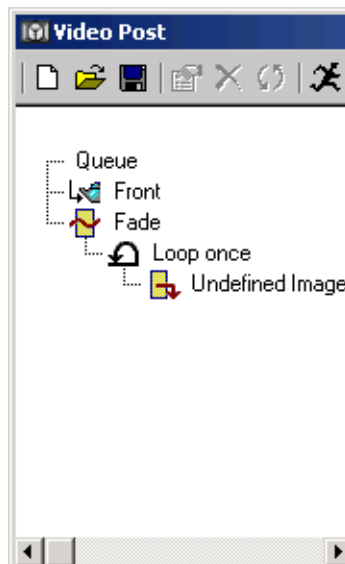 Video Post
Queue
Front
Fade
Loop once
Undefined Image